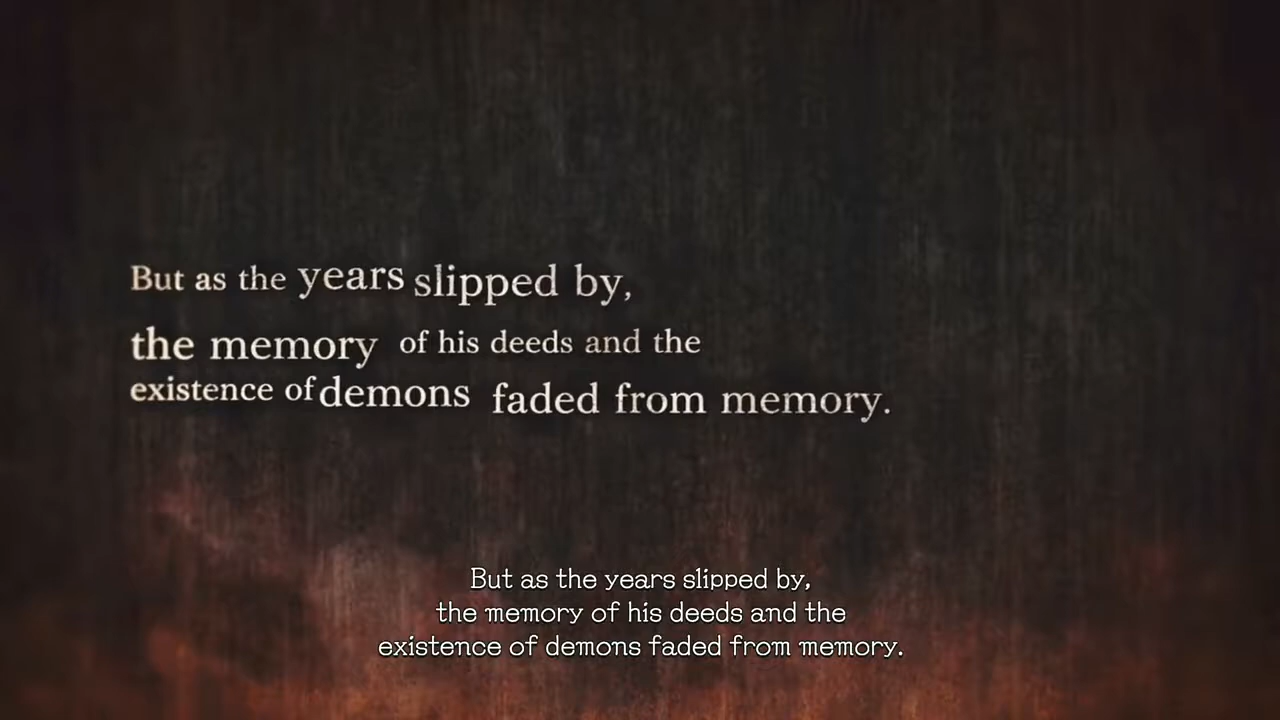 But as the years slipped by,
the memory of his deeds and the
existence of demons faded from memory.
But as the years slipped by,
the memory of his deeds and the
existence of demons faded from memory.